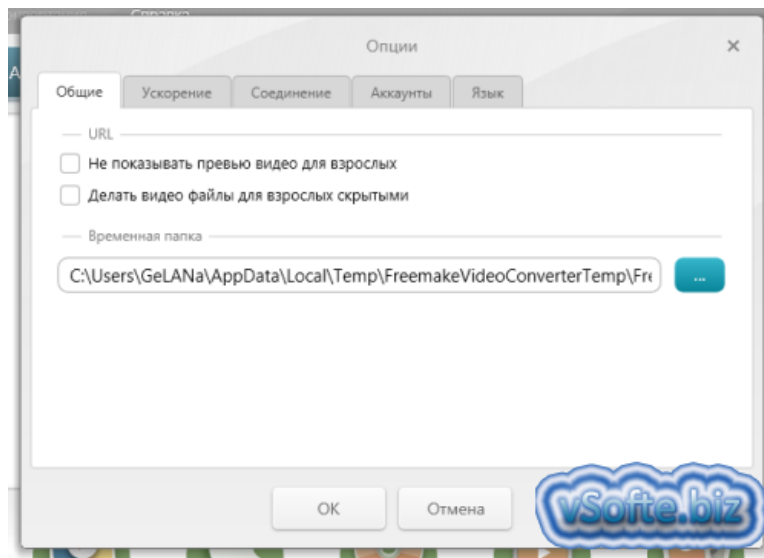 Справка
Опции
Общие Ускорение Соединение Аккаунты Язык
URL
Не показывать превью видео для взрослых
Делать видео файлы для взрослых скрытыми
Временная папка
C:\Users\GeLANa\AppData\Local\Temp\FreemakeVideoConverterTemp\Fre
...
OK Отмена
vSofte.biz